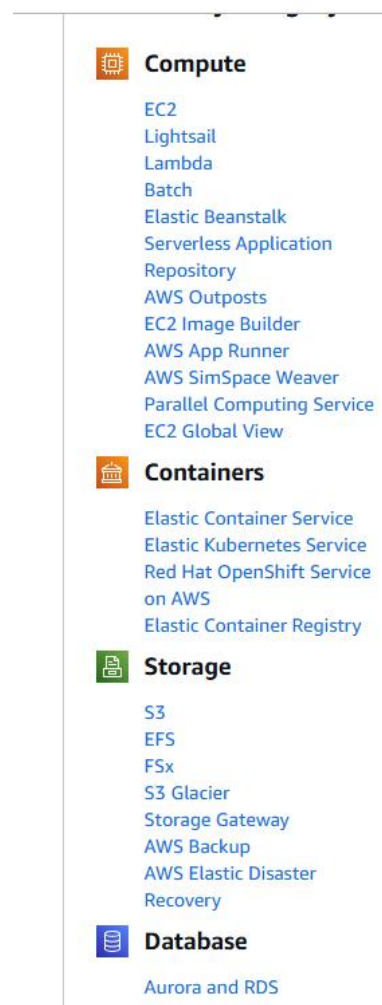 Compute
EC2
Lightsail
Lambda
Batch
Elastic Beanstalk
Serverless Application
Repository
AWS Outposts
EC2 Image Builder
AWS App Runner
AWS SimSpace Weaver
Parallel Computing Service
EC2 Global View
Containers
Elastic Container Service
Elastic Kubernetes Service
Red Hat OpenShift Service
on AWS
Elastic Container Registry
Storage
S3
EFS
FSx
S3 Glacier
Storage Gateway
AWS Backup
AWS Elastic Disaster
Recovery
Database
Aurora and RDS